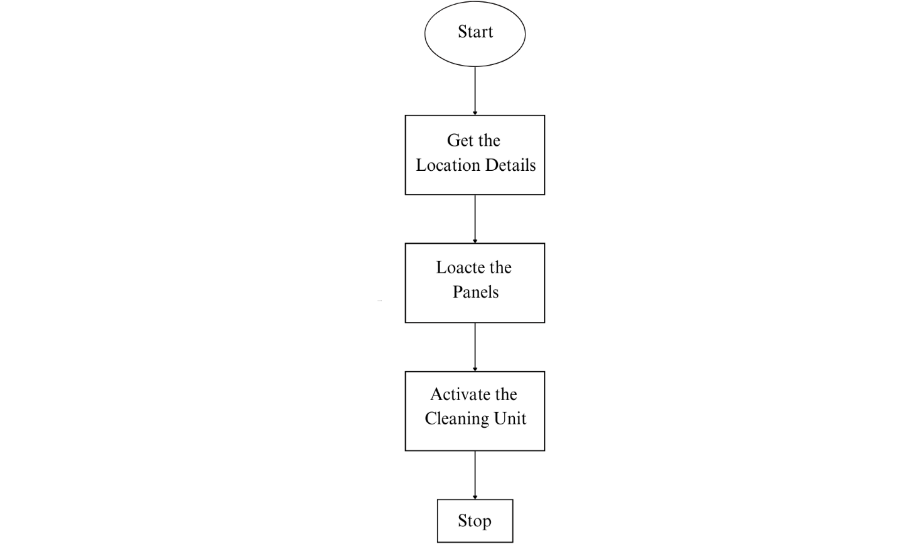 Start
Get the
Location Details
Loacte the
Panels
Activate the
Cleaning Unit
Stop